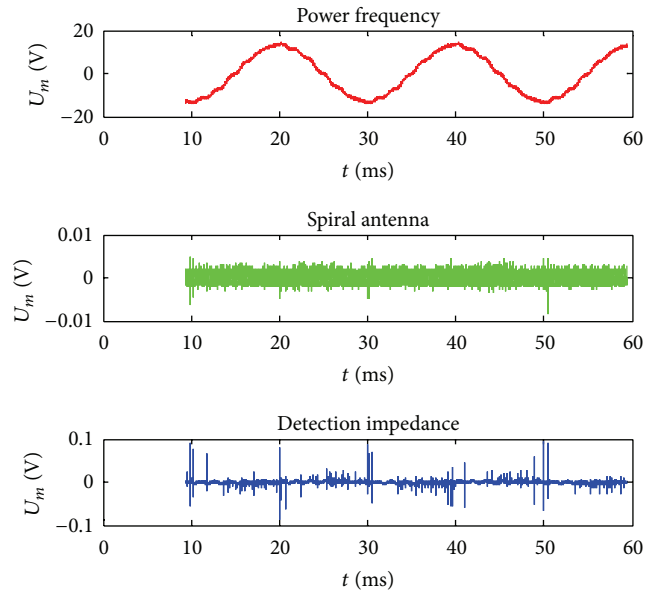 Power frequency
U_m (V)
20
0
−20
0 10 20 30 40 50 60
t (ms)
Spiral antenna
U_m (V)
0.01
0
−0.01
0 10 20 30 40 50 60
t (ms)
Detection impedance
U_m (V)
0.1
0
−0.1
0 10 20 30 40 50 60
t (ms)